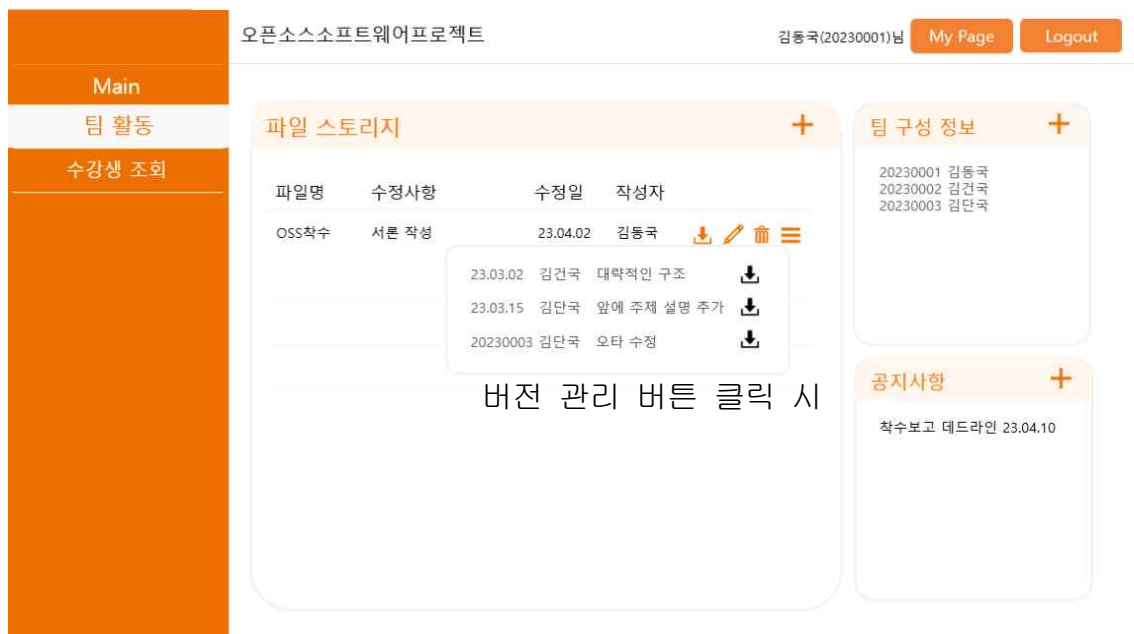 오픈소스소프트웨어프로젝트
김동국(20230001)님 My Page Logout
Main
팀 활동
수강생 조회
파일 스토리지
파일명 수정사항 수정일 작성자
OSS착수 서론 작성 23.04.02 김동국
23.03.02 김건국 대략적인 구조
23.03.15 김단국 앞에 주제 설명 추가
20230003 김단국 오타 수정
버전 관리 버튼 클릭 시
팀 구성 정보
20230001 김동국
20230002 김건국
20230003 김단국
공지사항
착수보고 데드라인 23.04.10